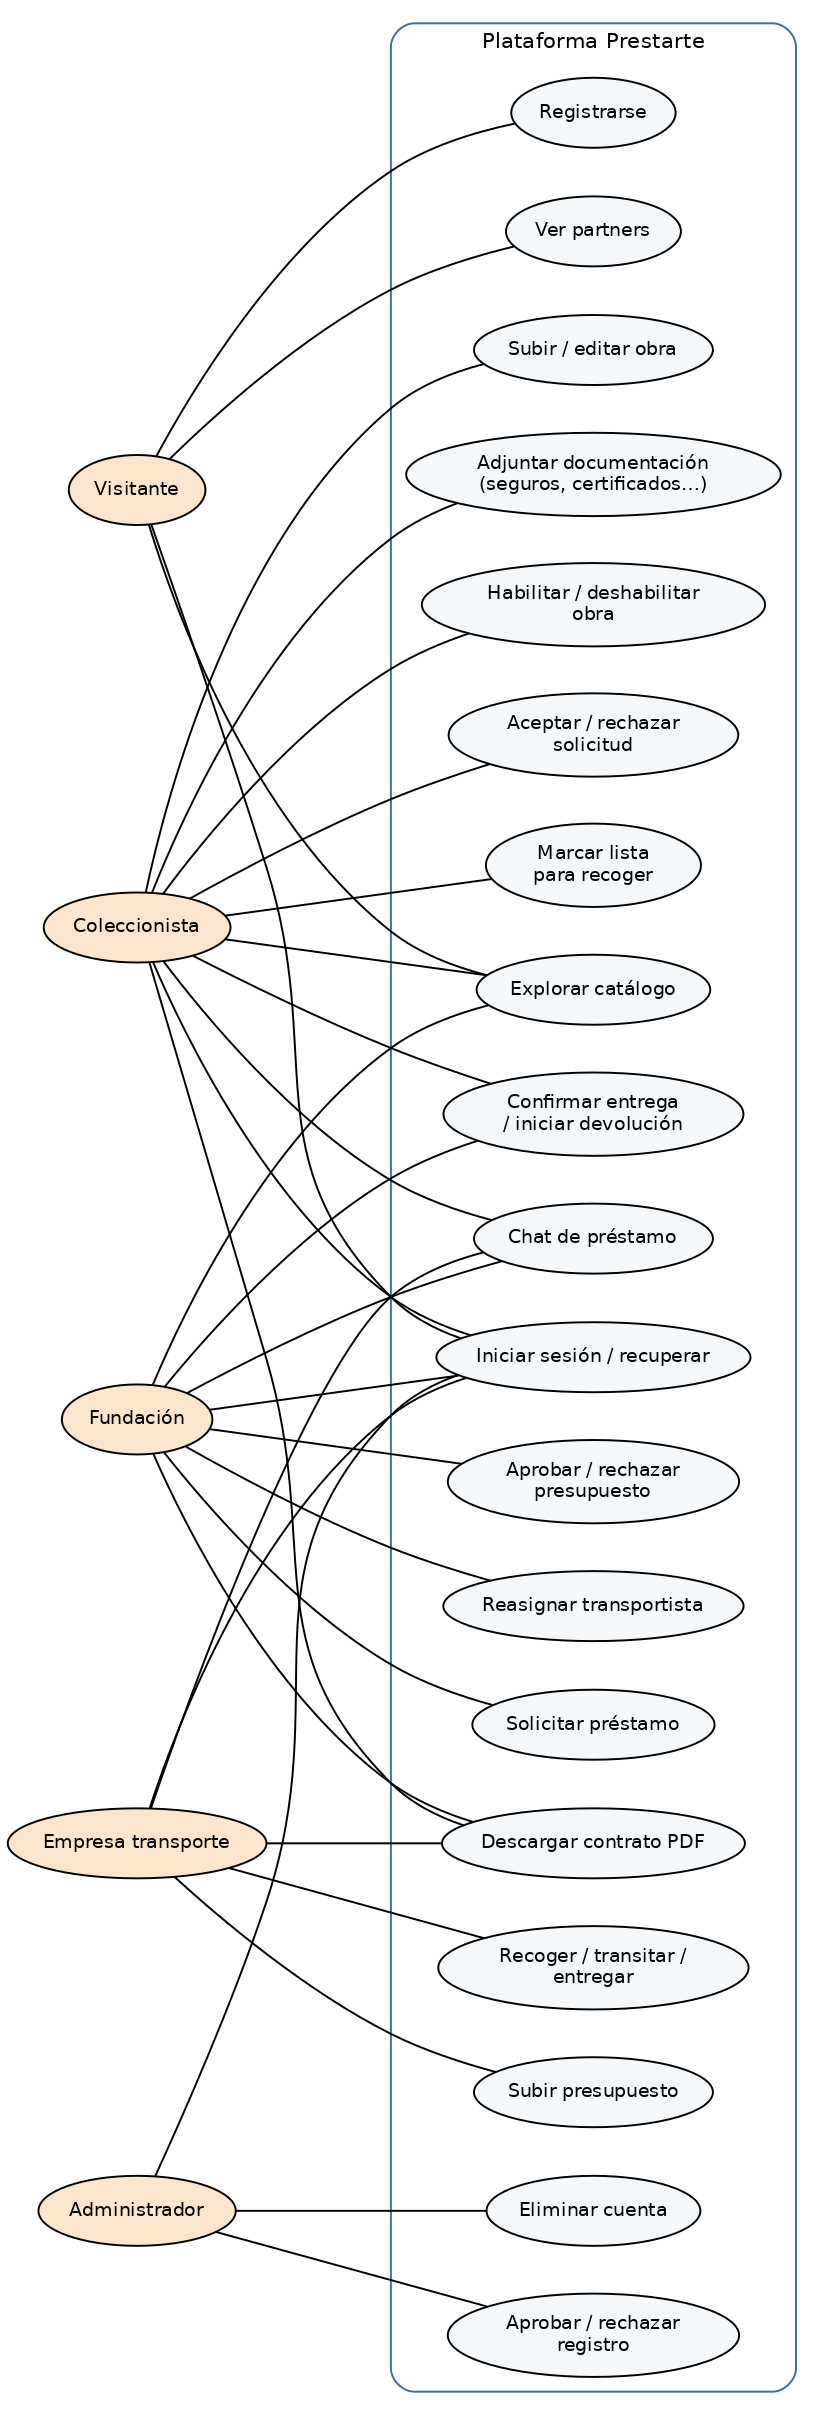 Plataforma Prestarte
Registrarse
Ver partners
Subir / editar obra
Adjuntar documentación
(seguros, certificados...)
Visitante
Habilitar / deshabilitar
obra
Aceptar / rechazar
solicitud
Marcar lista
para recoger
Coleccionista
Explorar catálogo
Confirmar entrega
/ iniciar devolución
Chat de préstamo
Iniciar sesión / recuperar
Fundación
Aprobar / rechazar
presupuesto
Reasignar transportista
Solicitar préstamo
Empresa transporte
Descargar contrato PDF
Recoger / transitar /
entregar
Subir presupuesto
Administrador
Eliminar cuenta
Aprobar / rechazar
registro